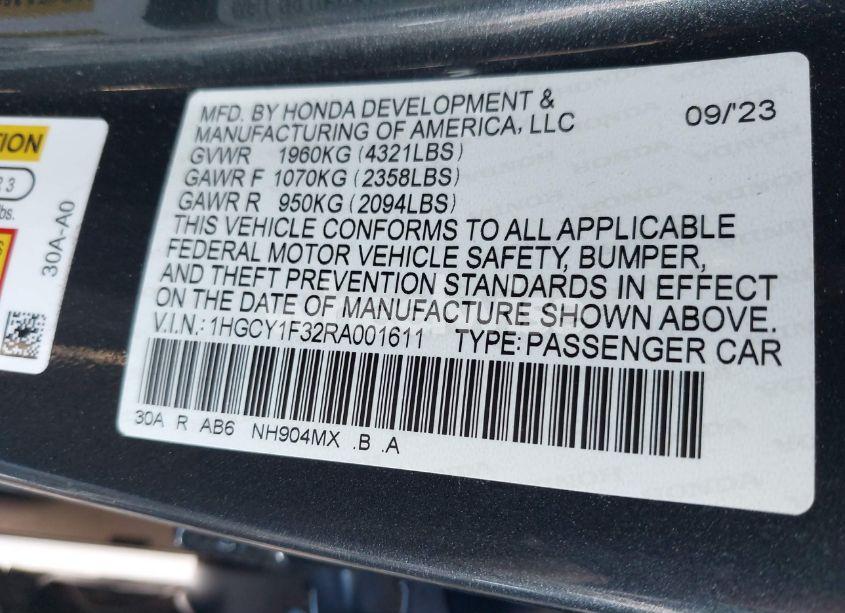 MFD. BY HONDA DEVELOPMENT &
MANUFACTURING OF AMERICA, LLC 09/'23
GVWR 1960KG (4321LBS)
GAWR F 1070KG (2358LBS)
GAWR R 950KG (2094LBS)
THIS VEHICLE CONFORMS TO ALL APPLICABLE
FEDERAL MOTOR VEHICLE SAFETY, BUMPER,
AND THEFT PREVENTION STANDARDS IN EFFECT
ON THE DATE OF MANUFACTURE SHOWN ABOVE.
V.I.N.: 1HGCY1F32RA001611 TYPE: PASSENGER CAR
30A R AB6 NH904MX .B .A
30A-A0
HONDA